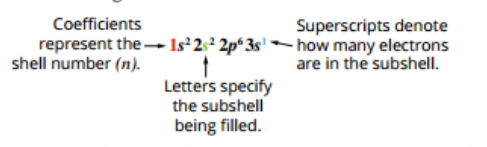 Coefficients
represent the
shell number (n).
1s² 2s² 2p⁶ 3s¹
Superscripts denote
how many electrons
are in the subshell.
Letters specify
the subshell
being filled.